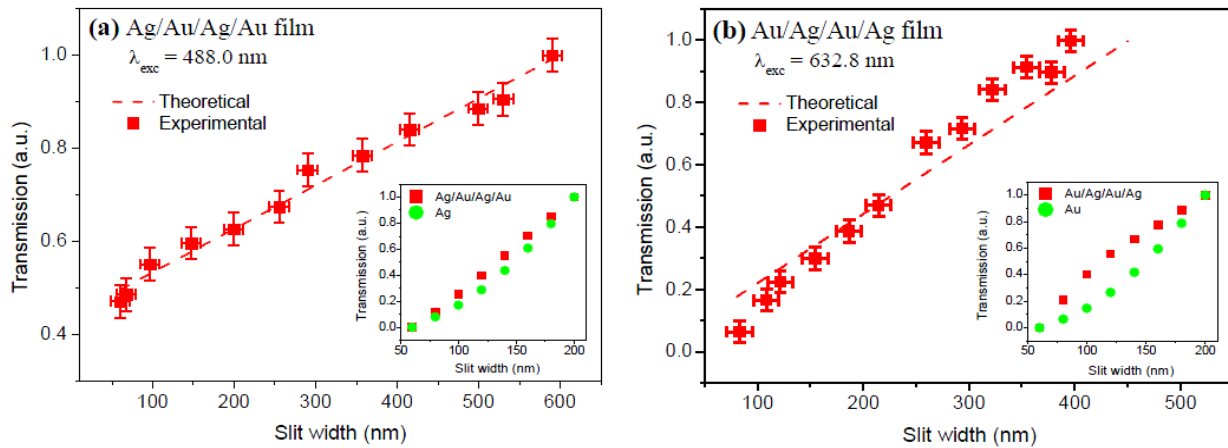 (a) Ag/Au/Ag/Au film
λexc = 488.0 nm
Theoretical
Experimental
Transmission (a.u.)
1.0
0.8
0.6
0.4
100 200 300 400 500 600
Slit width (nm)
Ag/Au/Ag/Au
Ag
Transmission (a.u.)
1.0
0.8
0.6
0.4
0.2
0.0
50 100 150 200
Slit width (nm)
(b) Au/Ag/Au/Ag film
λexc = 632.8 nm
Theoretical
Experimental
Transmission (a.u.)
1.0
0.8
0.6
0.4
0.2
0.0
100 200 300 400 500
Slit width (nm)
Au/Ag/Au/Ag
Au
Transmission (a.u.)
1.0
0.8
0.6
0.4
0.2
0.0
50 100 150 200
Slit width (nm)